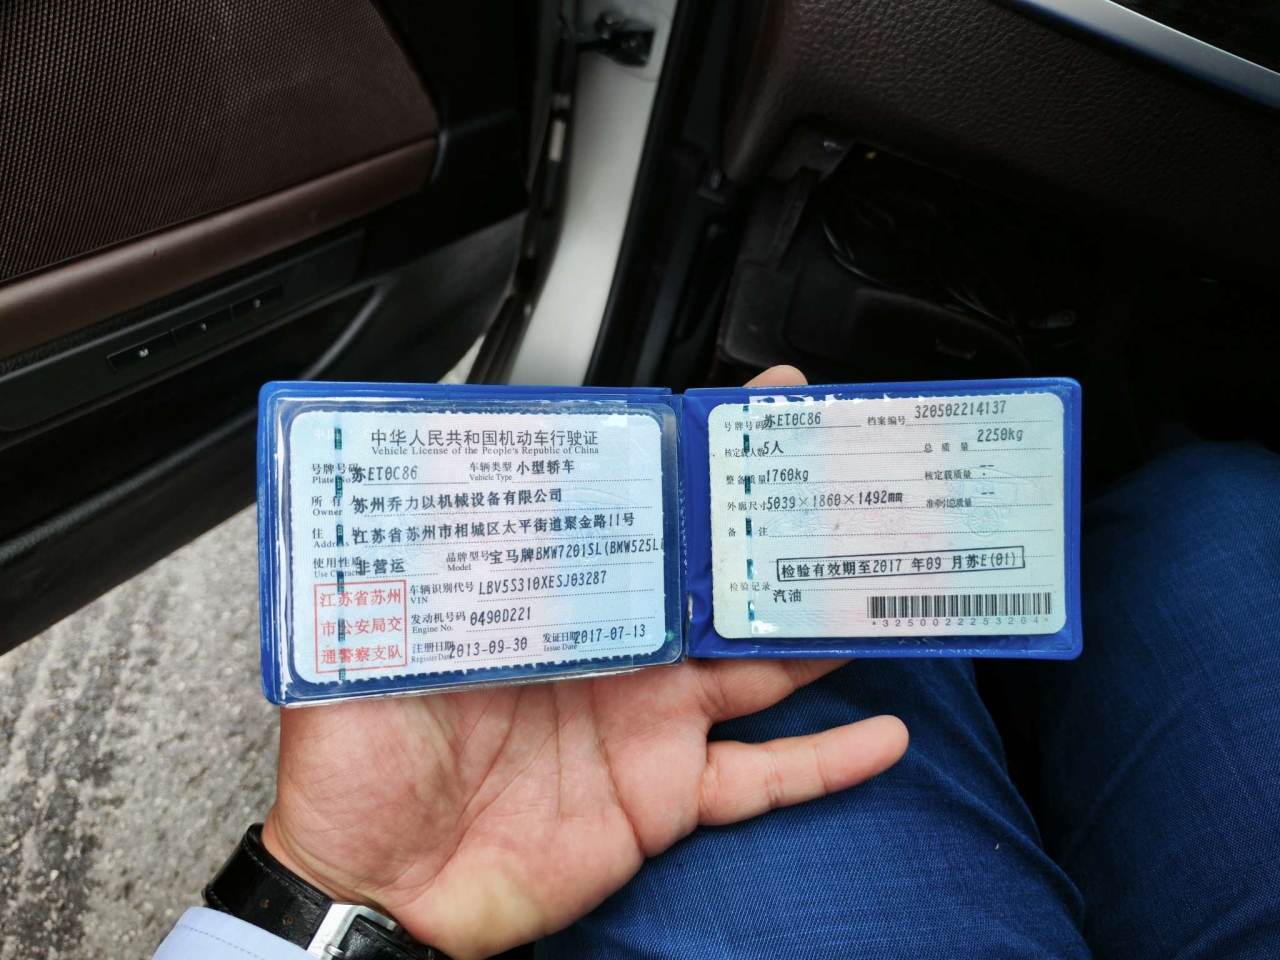 中华人民共和国机动车行驶证
Vehicle License of the People's Republic of China
号牌号码 苏ET0C86 车辆类型 小型轿车
Plate No. Vehicle Type
所有 苏州乔力以机械设备有限公司
Owner
住 江苏省苏州市相城区太平街道聚金路11号
Address
使用性质 非营运 品牌型号 宝马牌BMW7201SL(BMW525L
Use Character Model
江苏省苏州
市公安局交
通警察支队
车辆识别代号 LBV5S310XESJ03287
VIN
发动机号码 0490D221
Engine No.
注册日期 2013-09-30 发证日期 2017-07-13
Register Date Issue Date
号牌号码 苏ET0C86 档案编号 320502214137
核定载人数 5人 总质量 2250kg
整备质量 1760kg 核定载质量 --
外廓尺寸 5039×1860×1492mm 准牵引总质量 --
备注
检验有效期至2017 年09 月苏E(01)
检验记录
汽油
*3250022253264*